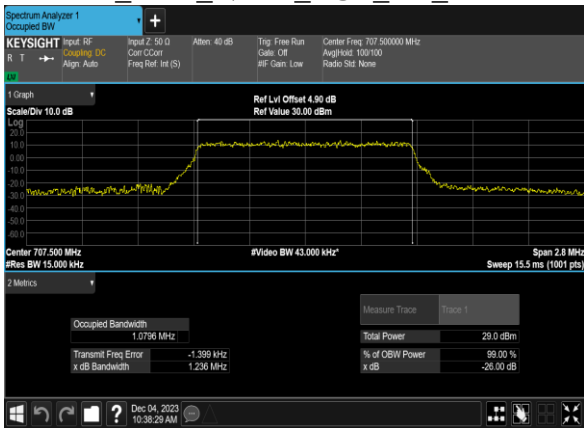 Spectrum Analyzer 1
Occupied BW
KEYSIGHT
R T
LV
Input: RF
Coupling: DC
Align: Auto
Input Z: 50 Ω
Corr CCorr
Freq Ref: Int (S)
Atten: 40 dB
Trig: Free Run
Gate: Off
#IF Gain: Low
Center Freq: 707.500000 MHz
Avg|Hold: 100/100
Radio Std: None
1 Graph
Scale/Div 10.0 dB
Ref Lvl Offset 4.90 dB
Ref Value 30.00 dBm
Log
20.0
10.0
0.00
-10.0
-20.0
-30.0
-40.0
-50.0
-60.0
Center 707.500 MHz
#Res BW 15.000 kHz
#Video BW 43.000 kHz*
Span 2.8 MHz
Sweep 15.5 ms (1001 pts)
2 Metrics
Measure Trace
Trace 1
Occupied Bandwidth
1.0796 MHz
Total Power
29.0 dBm
Transmit Freq Error
-1.399 kHz
% of OBW Power
99.00 %
x dB Bandwidth
1.236 MHz
x dB
-26.00 dB
Dec 04, 2023
10:38:29 AM